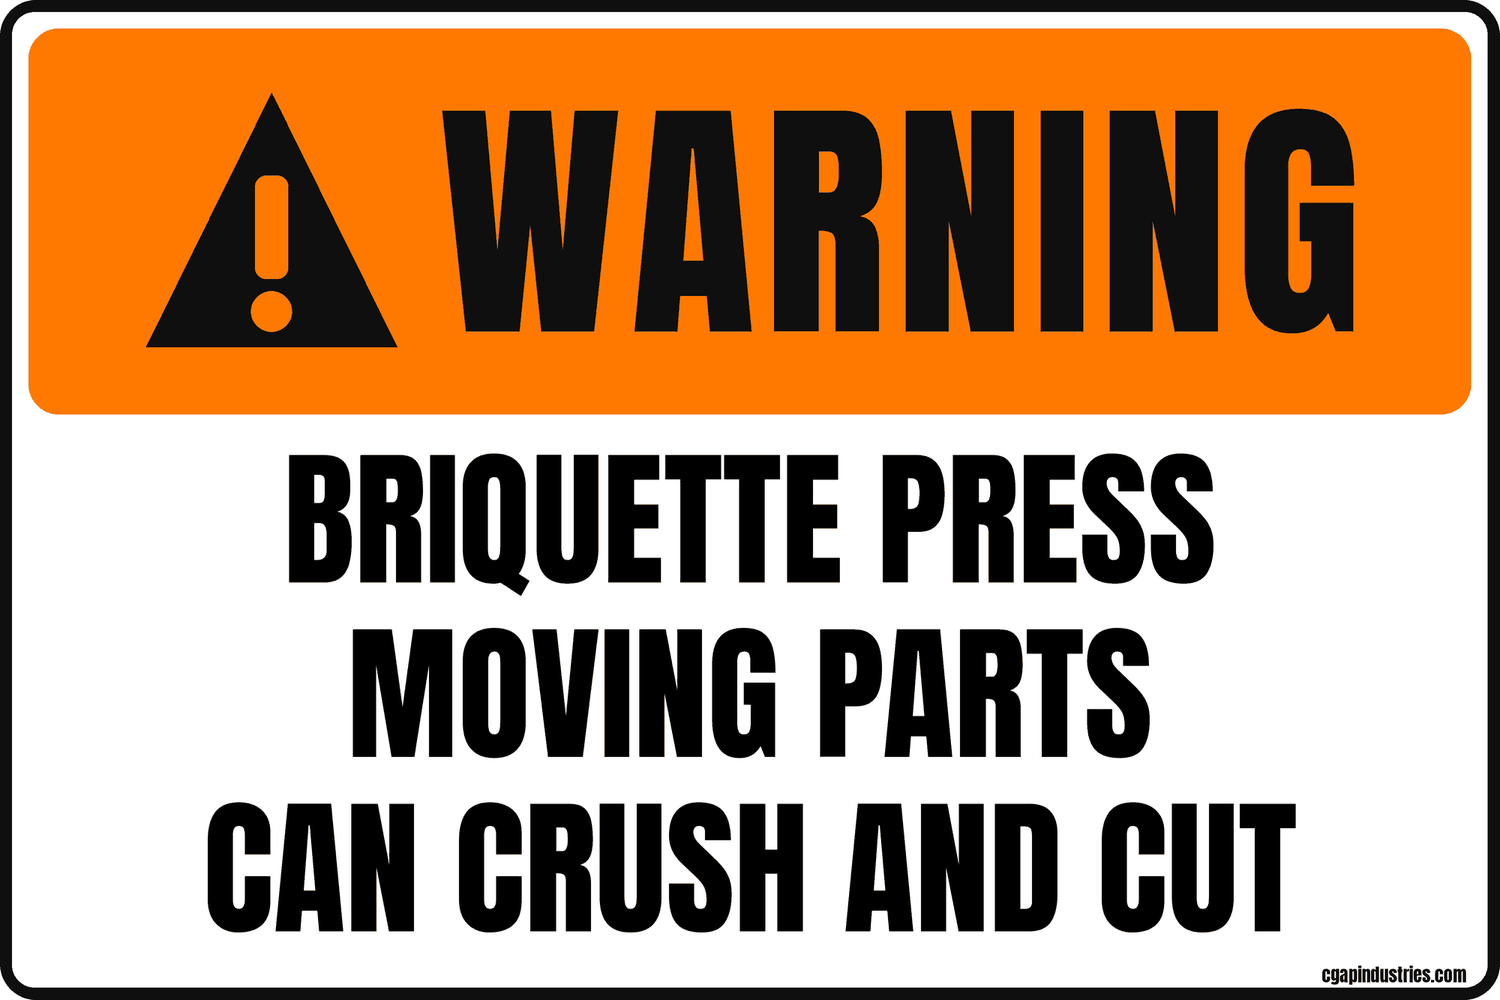 WARNING
BRIQUETTE PRESS
MOVING PARTS
CAN CRUSH AND CUT
cgapindustries.com